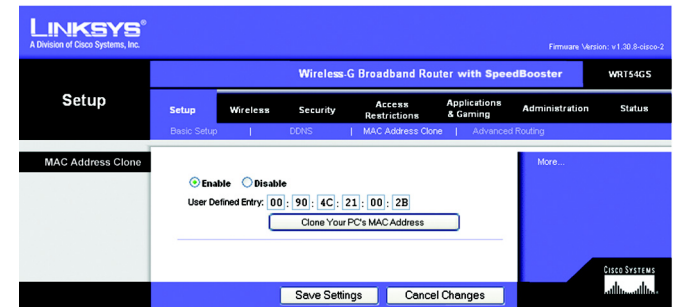 LINKSYS®
A Division of Cisco Systems, Inc.
Firmware Version: v1.30.8-cisco-2
Wireless-G Broadband Router with SpeedBooster WRT54GS
Setup
Setup Wireless Security Access Restrictions Applications & Gaming Administration Status
Basic Setup | DDNS | MAC Address Clone | Advanced Routing
MAC Address Clone
More...
Enable Disable
User Defined Entry: 00 : 90 : 4C : 21 : 00 : 2B
Clone Your PC's MAC Address
CISCO SYSTEMS
Save Settings Cancel Changes